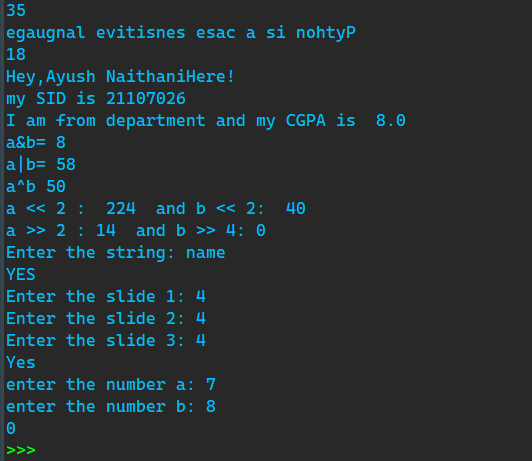 35
egaugnal evitisnes esac a si nohtyP
18
Hey,Ayush NaithaniHere!
my SID is 21107026
I am from department and my CGPA is  8.0
a&b= 8
a|b= 58
a^b 50
a << 2 :  224  and b << 2:  40
a >> 2 : 14  and b >> 4: 0
Enter the string: name
YES
Enter the slide 1: 4
Enter the slide 2: 4
Enter the slide 3: 4
Yes
enter the number a: 7
enter the number b: 8
0
>>>